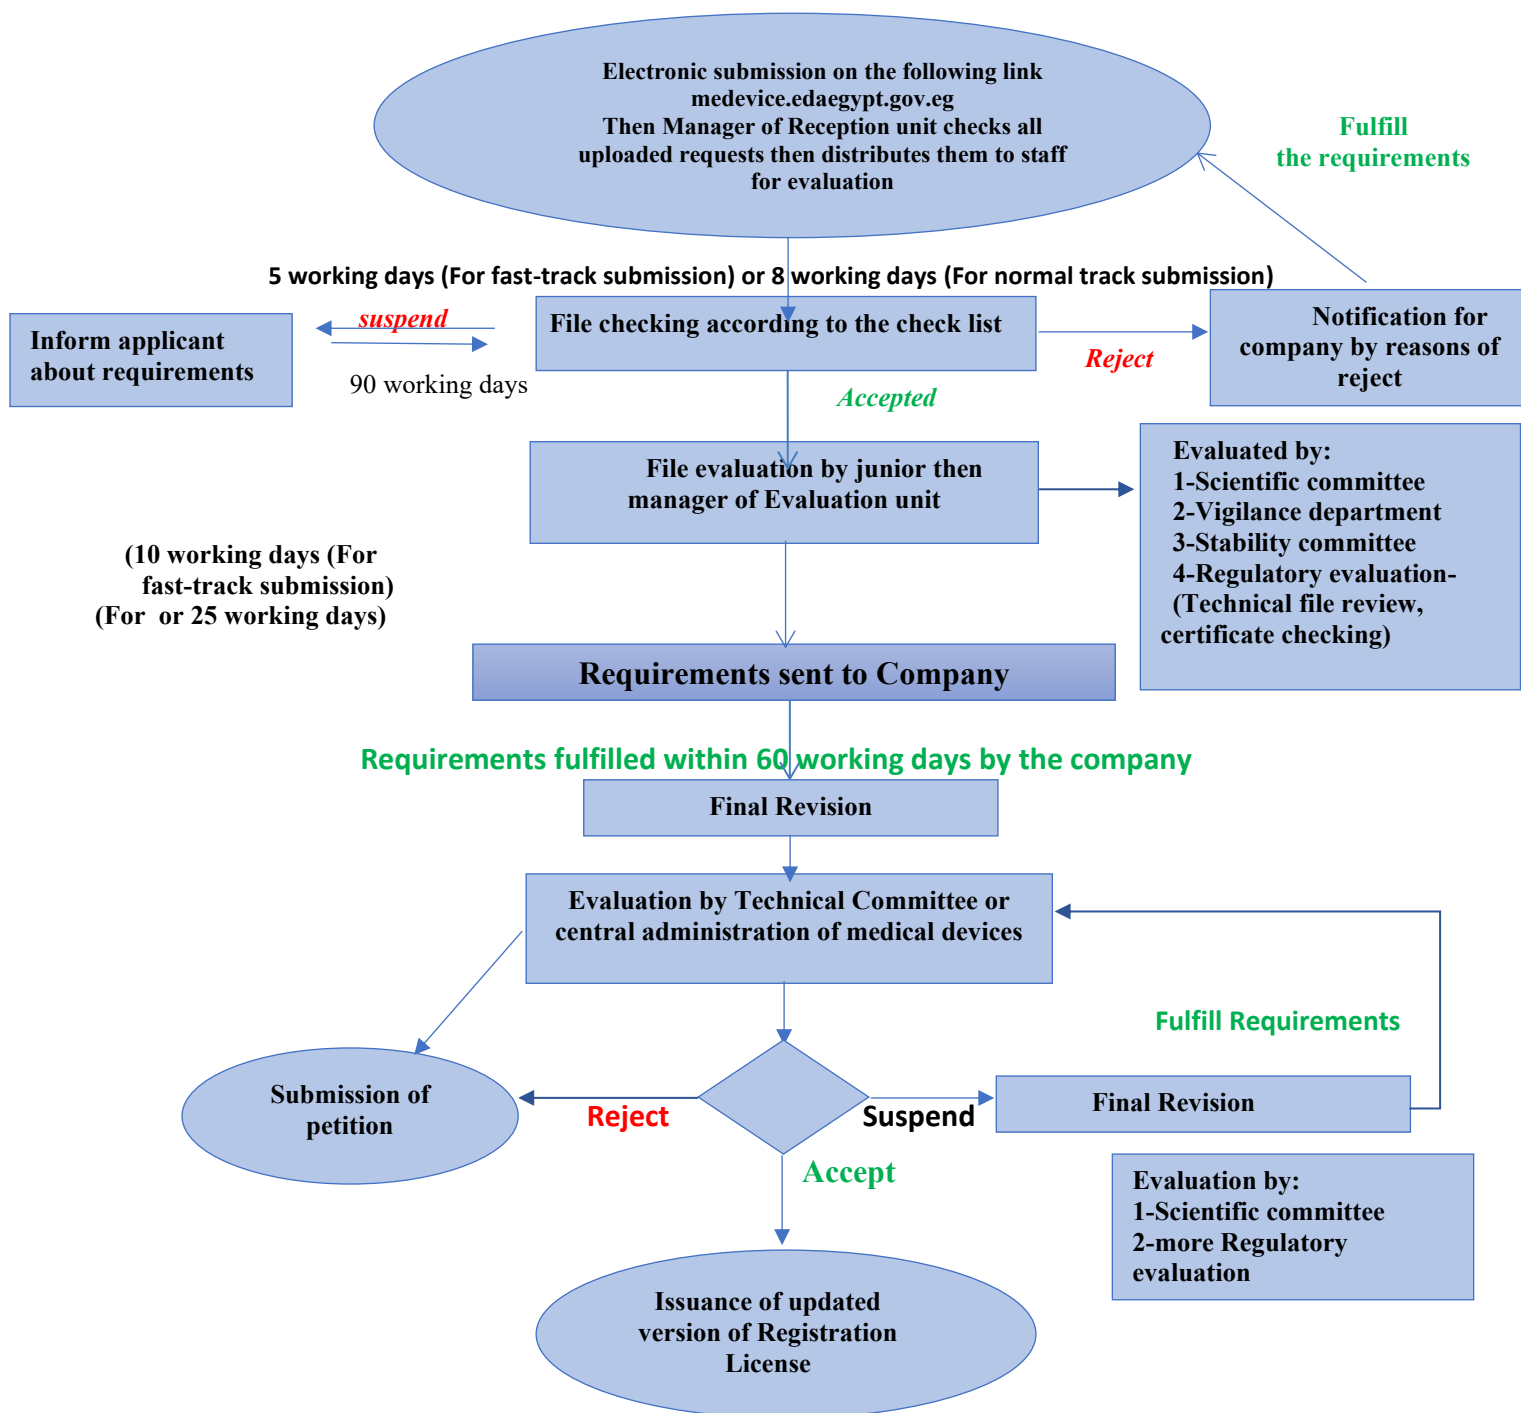 Electronic submission on the following link
medevice.edaegypt.gov.eg
Then Manager of Reception unit checks all
uploaded requests then distributes them to staff
for evaluation
Fulfill
the requirements
5 working days (For fast-track submission) or 8 working days (For normal track submission)
Inform applicant
about requirements
suspend
90 working days
File checking according to the check list
Reject
Notification for
company by reasons of
reject
Accepted
File evaluation by junior then
manager of Evaluation unit
Evaluated by:
1-Scientific committee
2-Vigilance department
3-Stability committee
4-Regulatory evaluation-
(Technical file review,
certificate checking)
(10 working days (For
fast-track submission)
(For or 25 working days)
Requirements sent to Company
Requirements fulfilled within 60 working days by the company
Final Revision
Evaluation by Technical Committee or
central administration of medical devices
Fulfill Requirements
Submission of
petition
Reject
Suspend
Final Revision
Accept
Evaluation by:
1-Scientific committee
2-more Regulatory
evaluation
Issuance of updated
version of Registration
License